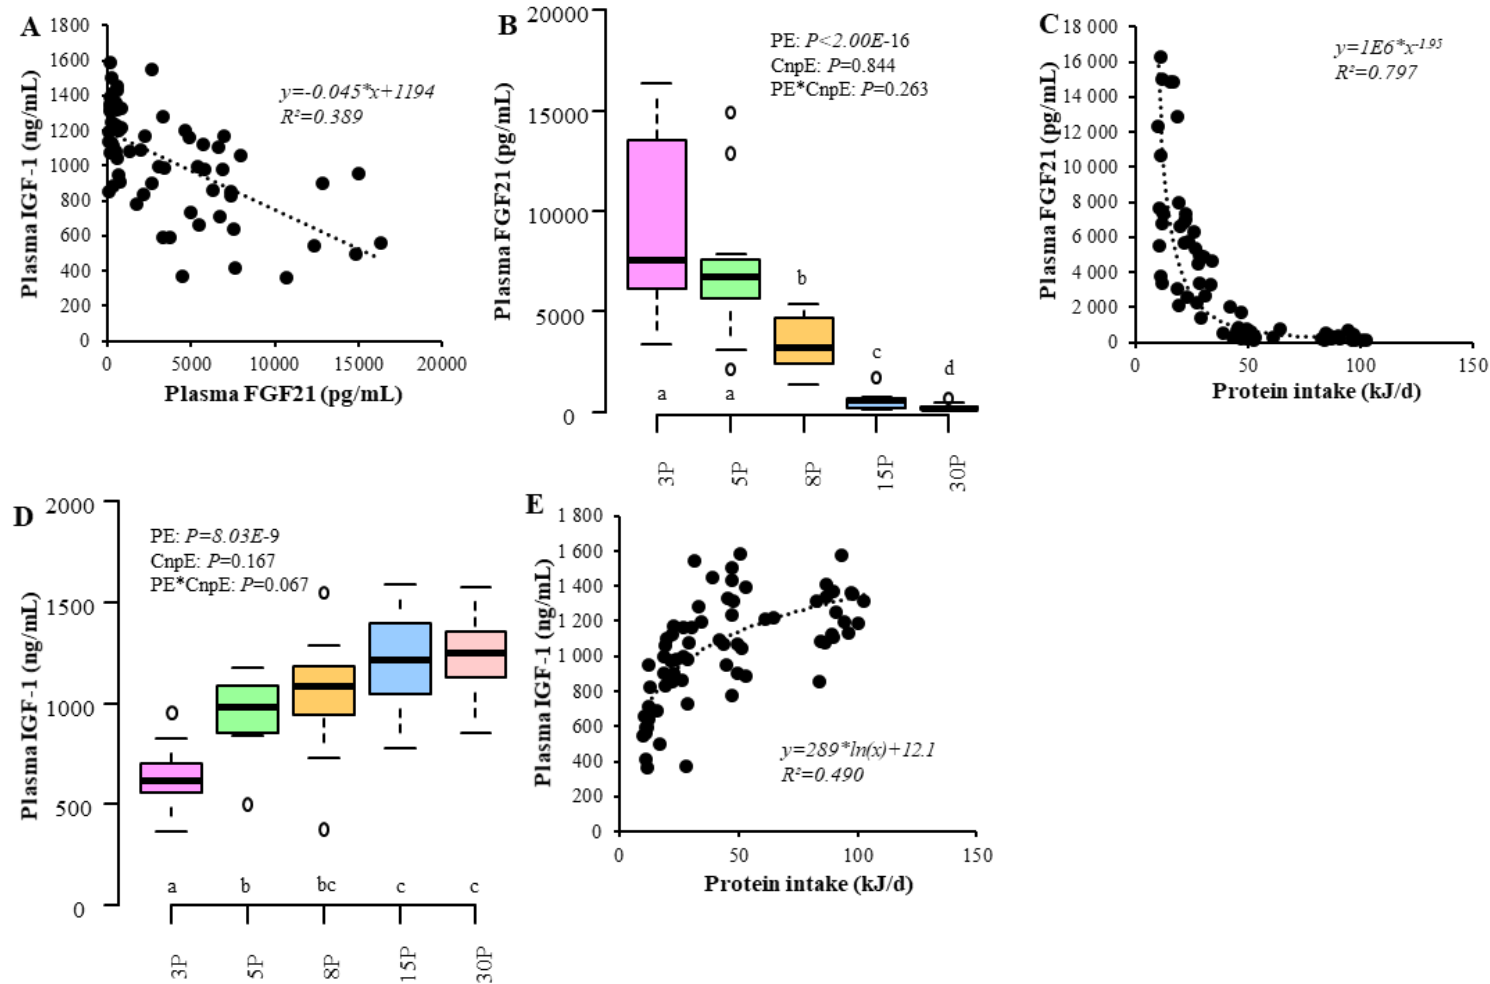 A
1800
1600
1400
1200
1000
800
600
400
200
0
0
5000
10000
15000
20000
Plasma IGF-1 (ng/mL)
Plasma FGF21 (pg/mL)
y=-0.045*x+1194
R²=0.389
B
20000
15000
10000
5000
0
Plasma FGF21 (pg/mL)
PE: P<2.00E-16
CnpE: P=0.844
PE*CnpE: P=0.263
a
a
b
c
d
3P
5P
8P
15P
30P
C
18 000
16 000
14 000
12 000
10 000
8 000
6 000
4 000
2 000
0
0
50
100
150
Plasma FGF21 (pg/mL)
Protein intake (kJ/d)
y=1E6*x-1.95
R²=0.797
D
2000
1500
1000
500
0
Plasma IGF-1 (ng/mL)
PE: P=8.03E-9
CnpE: P=0.167
PE*CnpE: P=0.067
a
b
bc
c
c
3P
5P
8P
15P
30P
E
1 800
1 600
1 400
1 200
1 000
800
600
400
200
0
0
50
100
150
Plasma IGF-1 (ng/mL)
Protein intake (kJ/d)
y=289*ln(x)+12.1
R²=0.490